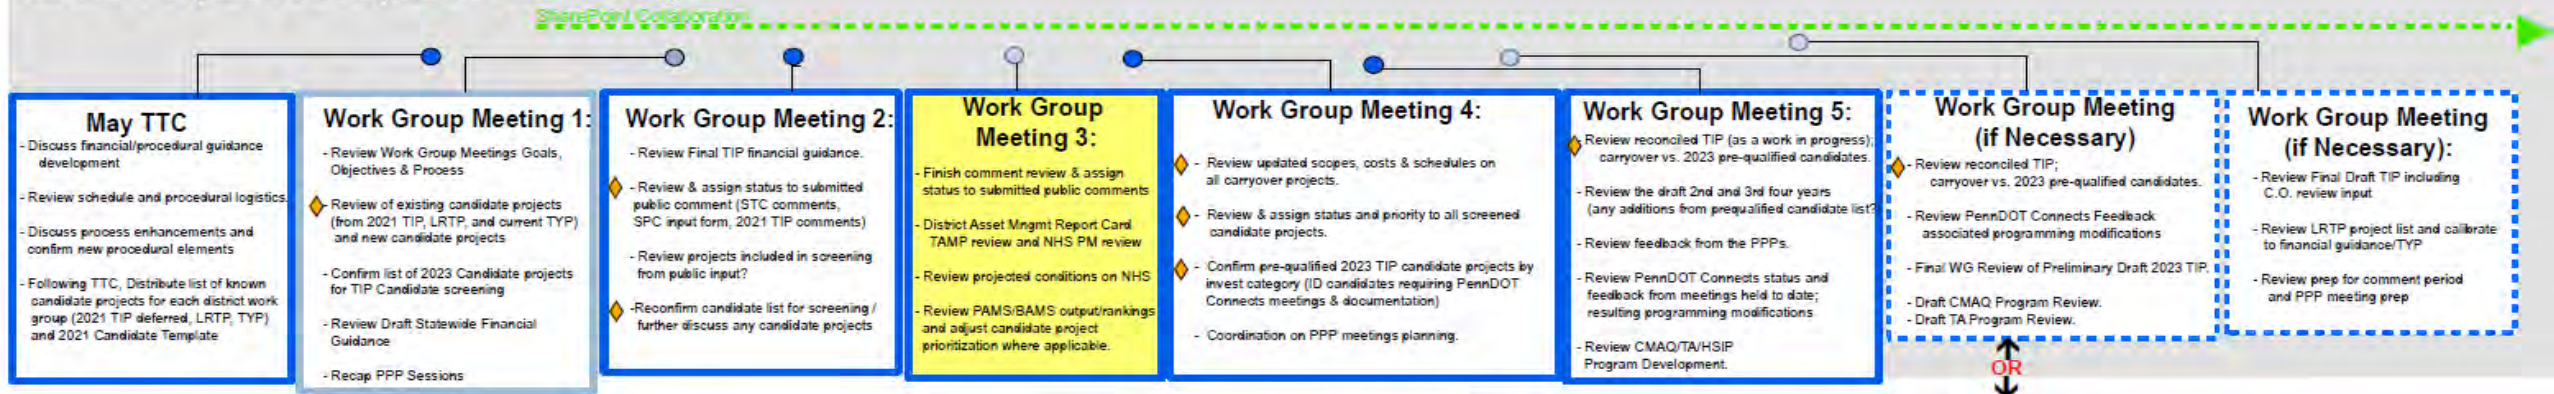 SharePoint Collaboration
May TTC
- Discuss financial/procedural guidance
development
- Review schedule and procedural logistics.
- Discuss process enhancements and
confirm new procedural elements
- Following TTC, Distribute list of known
candidate projects for each district work
group (2021 TIP deferred, LRTP, TYP)
and 2021 Candidate Template
Work Group Meeting 1:
- Review Work Group Meetings Goals,
Objectives & Process
- Review of existing candidate projects
(from 2021 TIP, LRTP, and current TYP)
and new candidate projects
- Confirm list of 2023 Candidate projects
for TIP Candidate screening
- Review Draft Statewide Financial
Guidance
- Recap PPP Sessions
Work Group Meeting 2:
- Review Final TIP financial guidance.
- Review & assign status to submitted
public comment (STC comments,
SPC input form, 2021 TIP comments)
- Review projects included in screening
from public input?
-Reconfirm candidate list for screening /
further discuss any candidate projects
Work Group
Meeting 3:
- Finish comment review & assign
status to submitted public comments
- District Asset Mngmt Report Card
TAMP review and NHS PM review
- Review projected conditions on NHS
- Review PAMS/BAMS output/rankings
and adjust candidate project
prioritization where applicable.
Work Group Meeting 4:
- Review updated scopes, costs & schedules on
all carryover projects.
- Review & assign status and priority to all screened
candidate projects.
- Confirm pre-qualified 2023 TIP candidate projects by
invest category (ID candidates requiring PennDOT
Connects meetings & documentation)
- Coordination on PPP meetings planning.
Work Group Meeting 5:
- Review reconciled TIP (as a work in progress);
carryover vs. 2023 pre-qualified candidates.
- Review the draft 2nd and 3rd four years
(any additions from prequalified candidate list?)
- Review feedback from the PPPs.
- Review PennDOT Connects status and
feedback from meetings held to date;
resulting programming modifications
- Review CMAQ/TA/HSIP
Program Development.
Work Group Meeting
(if Necessary)
- Review reconciled TIP;
carryover vs. 2023 pre-qualified candidates.
- Review PennDOT Connects Feedback
associated programming modifications
- Final WG Review of Preliminary Draft 2023 TIP.
- Draft CMAQ Program Review.
- Draft TA Program Review.
OR
Work Group Meeting
(if Necessary):
- Review Final Draft TIP including
C.O. review input
- Review LRTP project list and calibrate
to financial guidance/TYP
- Review prep for comment period
and PPP meeting prep